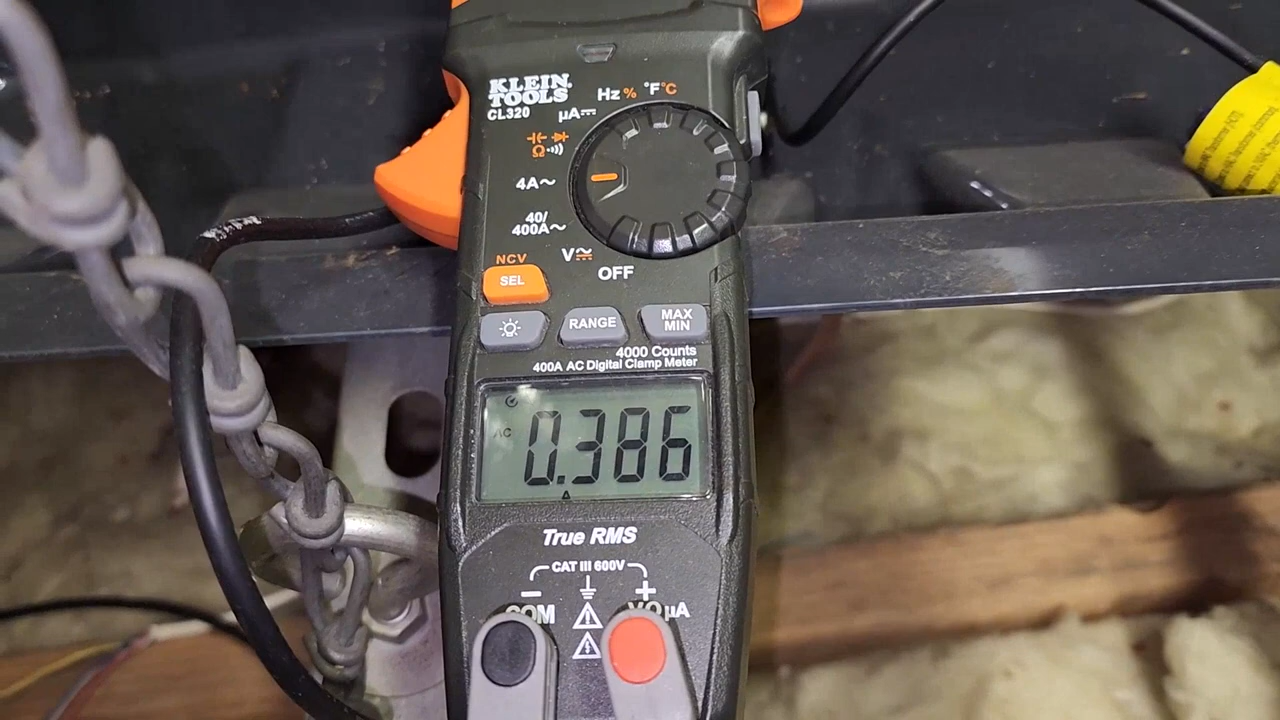 KLEIN
TOOLS
CL320
Hz % °F°C
µA
Ω
4A~
40/
400A~
V
NCV
SEL
OFF
RANGE
MAX
MIN
4000 Counts
400A AC Digital Clamp Meter
AC
0.386
A
True RMS
CAT III 600V
− +
COM
VΩµA